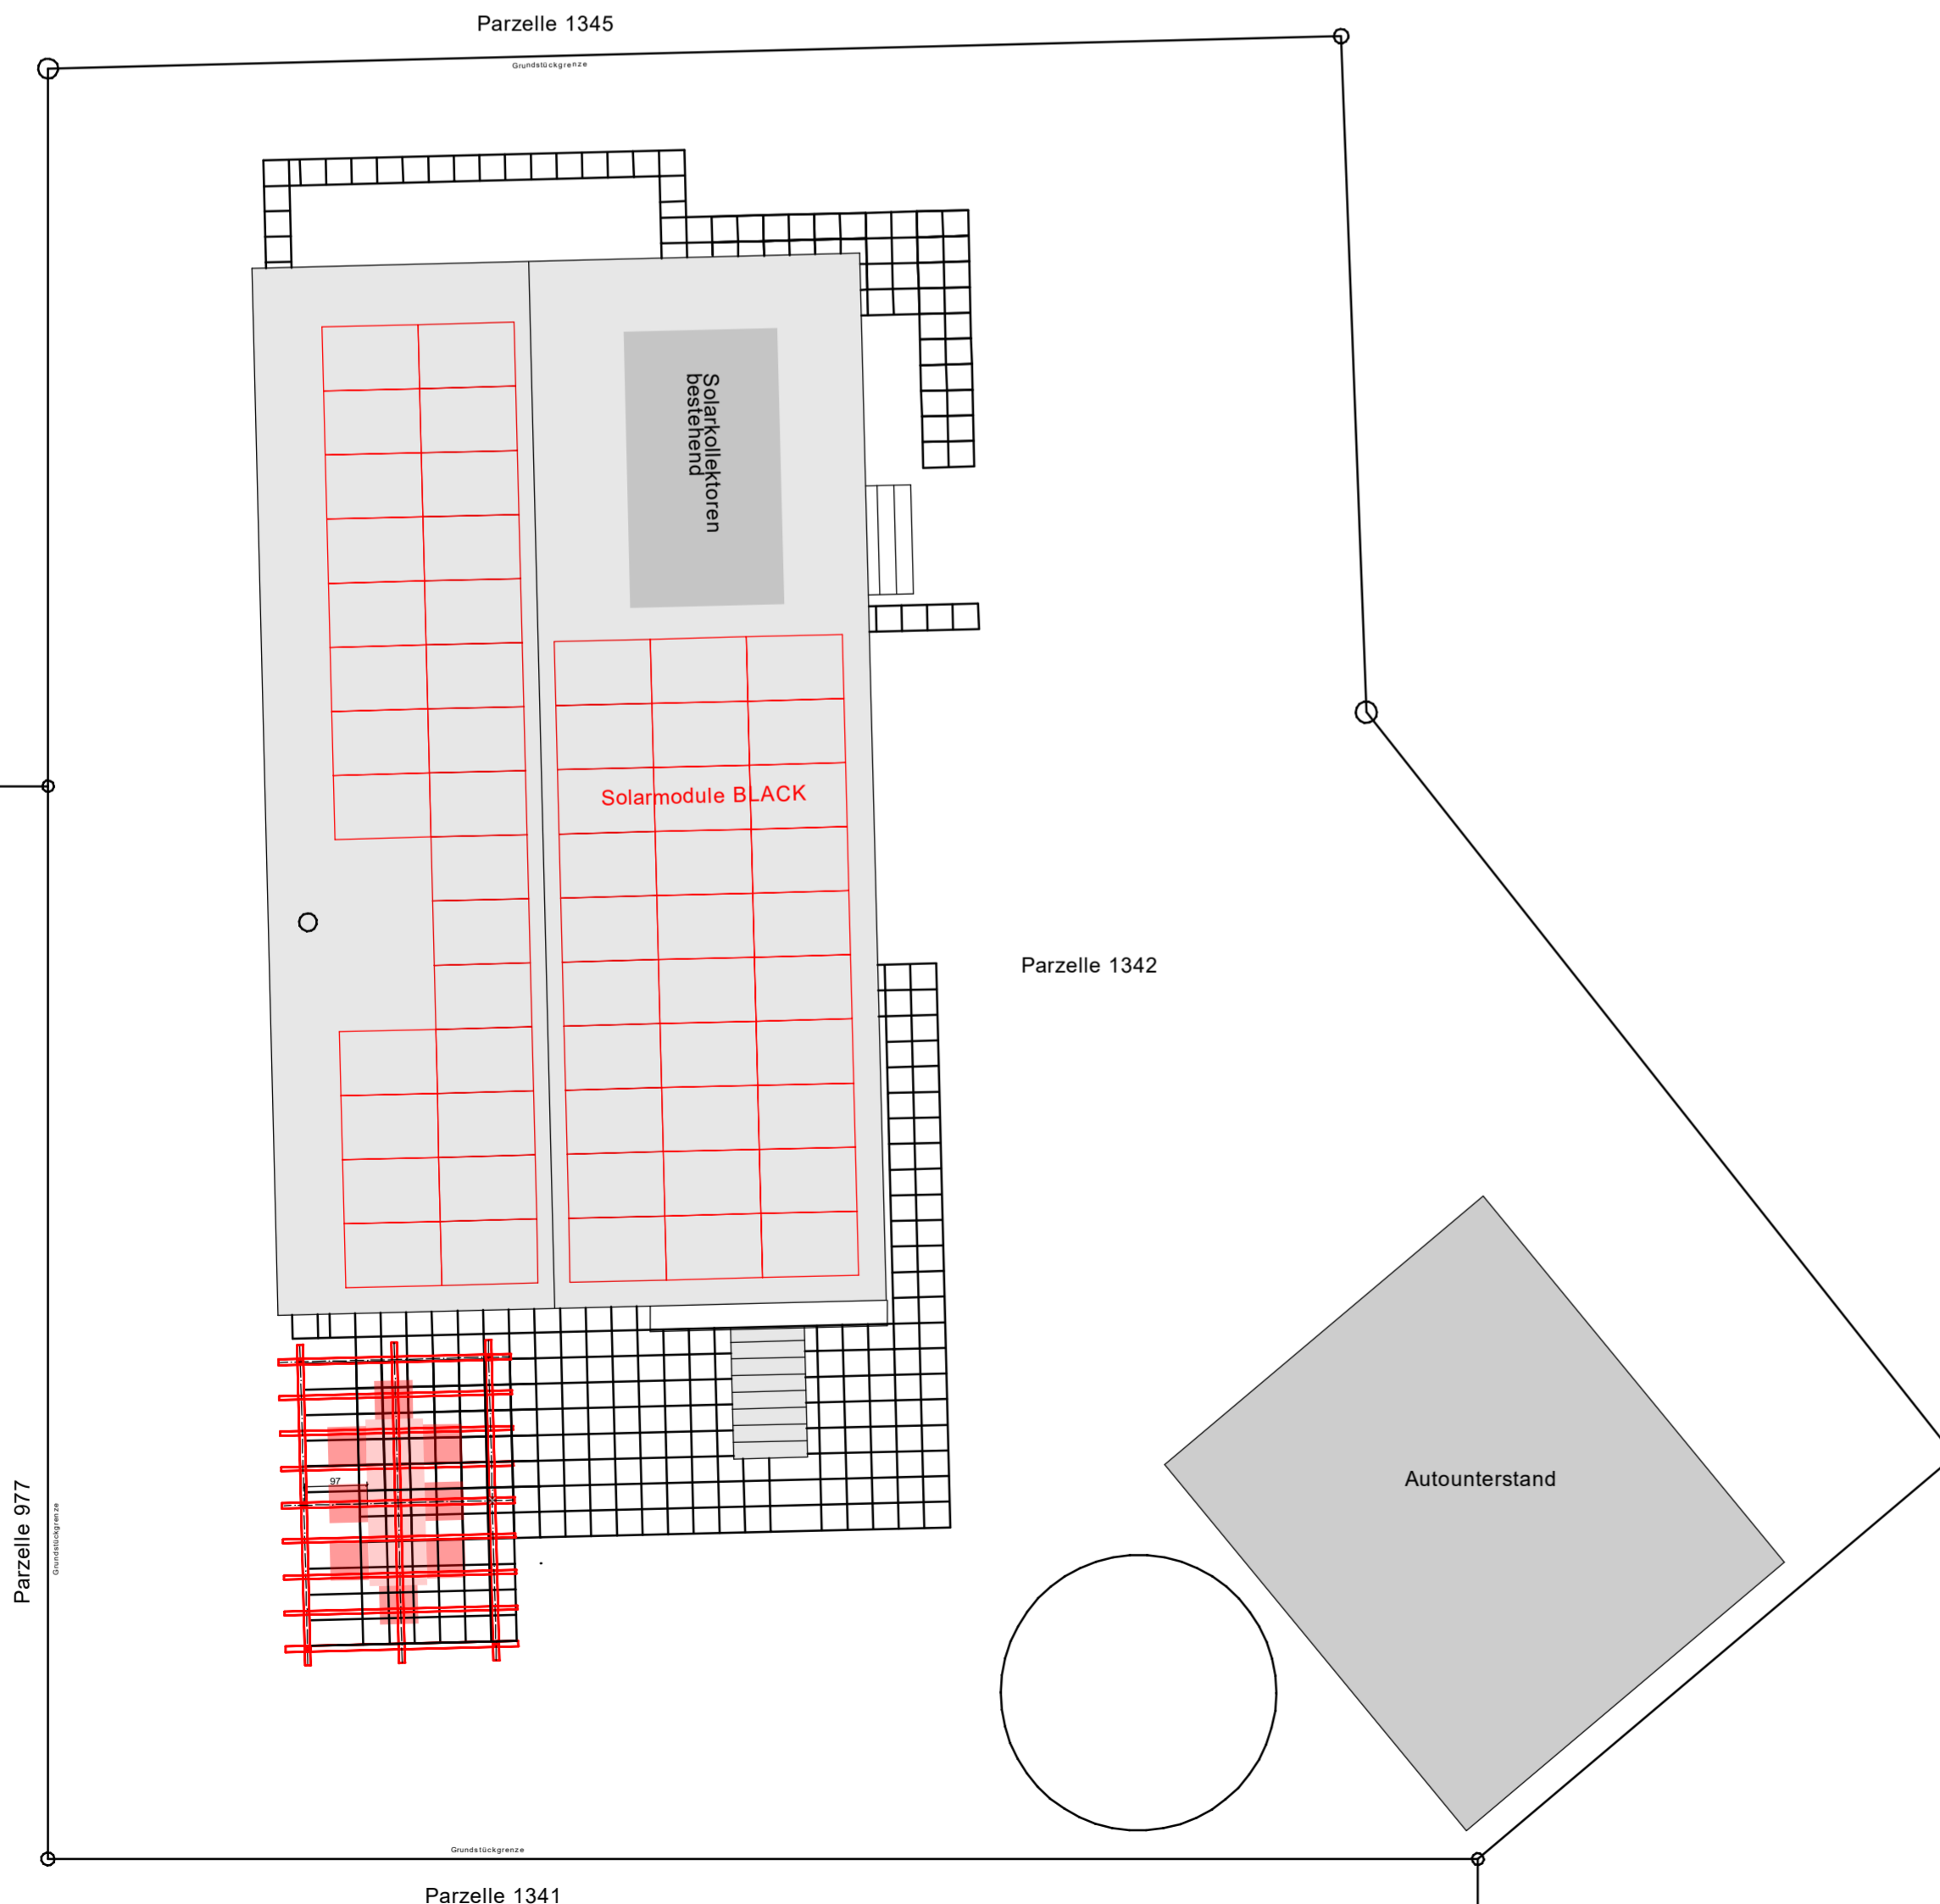 Parzelle 1345
Grundstückgrenze
Solarkollektoren
bestehend
Solarmodule BLACK
Parzelle 1342
Autounterstand
97
Parzelle 977
Grundstückgrenze
Grundstückgrenze
Parzelle 1341